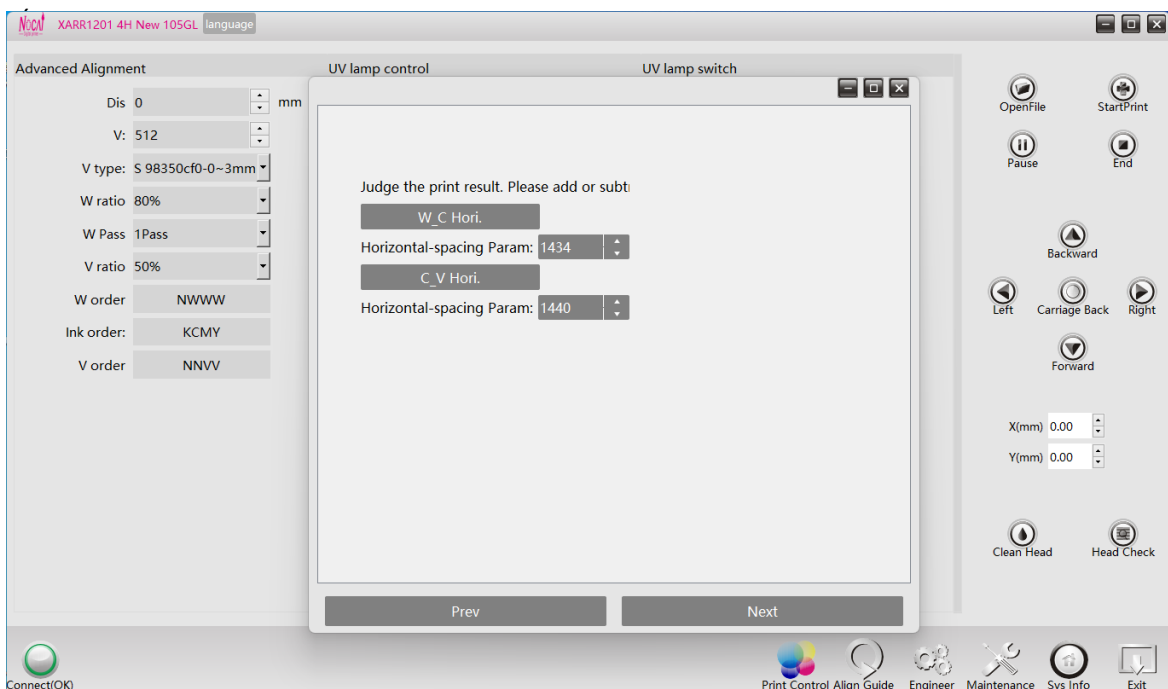 Nocai XARR1201 4H New 105GL language
Advanced Alignment
UV lamp control
UV lamp switch
Dis 0 mm
V: 512
V type: S 98350cf0-0~3mm
W ratio 80%
W Pass 1Pass
V ratio 50%
W order NWWW
Ink order: KCMY
V order NNVV
Judge the print result. Please add or subt
W_C Hori.
Horizontal-spacing Param: 1434
C_V Hori.
Horizontal-spacing Param: 1440
Prev
Next
OpenFile
StartPrint
Pause
End
Backward
Left
Carriage Back
Right
Forward
X(mm) 0.00
Y(mm) 0.00
Clean Head
Head Check
Connect(OK)
Print Control
Align Guide
Engineer
Maintenance
Sys Info
Exit